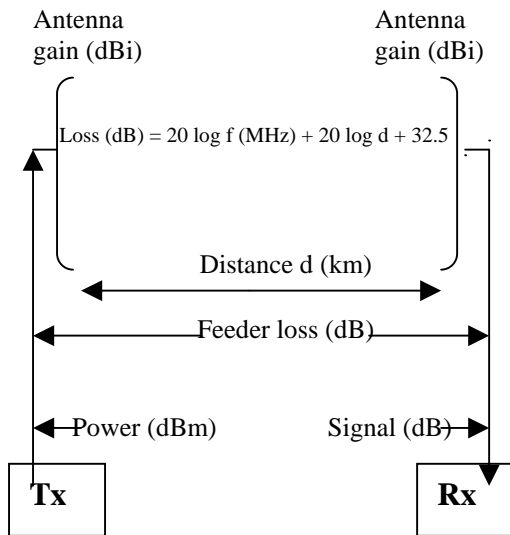 Antenna
gain (dBi)
Antenna
gain (dBi)
Loss (dB) = 20 log f (MHz) + 20 log d + 32.5
Distance d (km)
Feeder loss (dB)
Power (dBm)
Signal (dB)
Tx
Rx